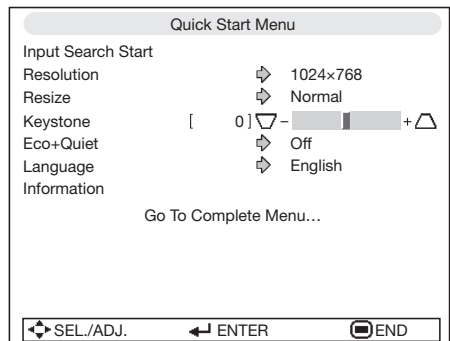 Quick Start Menu
Input Search Start
Resolution 1024×768
Resize Normal
Keystone [ 0] – +
Eco+Quiet Off
Language English
Information
Go To Complete Menu…
SEL./ADJ. ENTER END